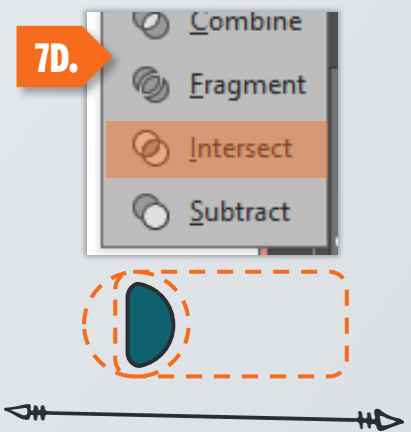 7D.
Combine
Fragment
Intersect
Subtract